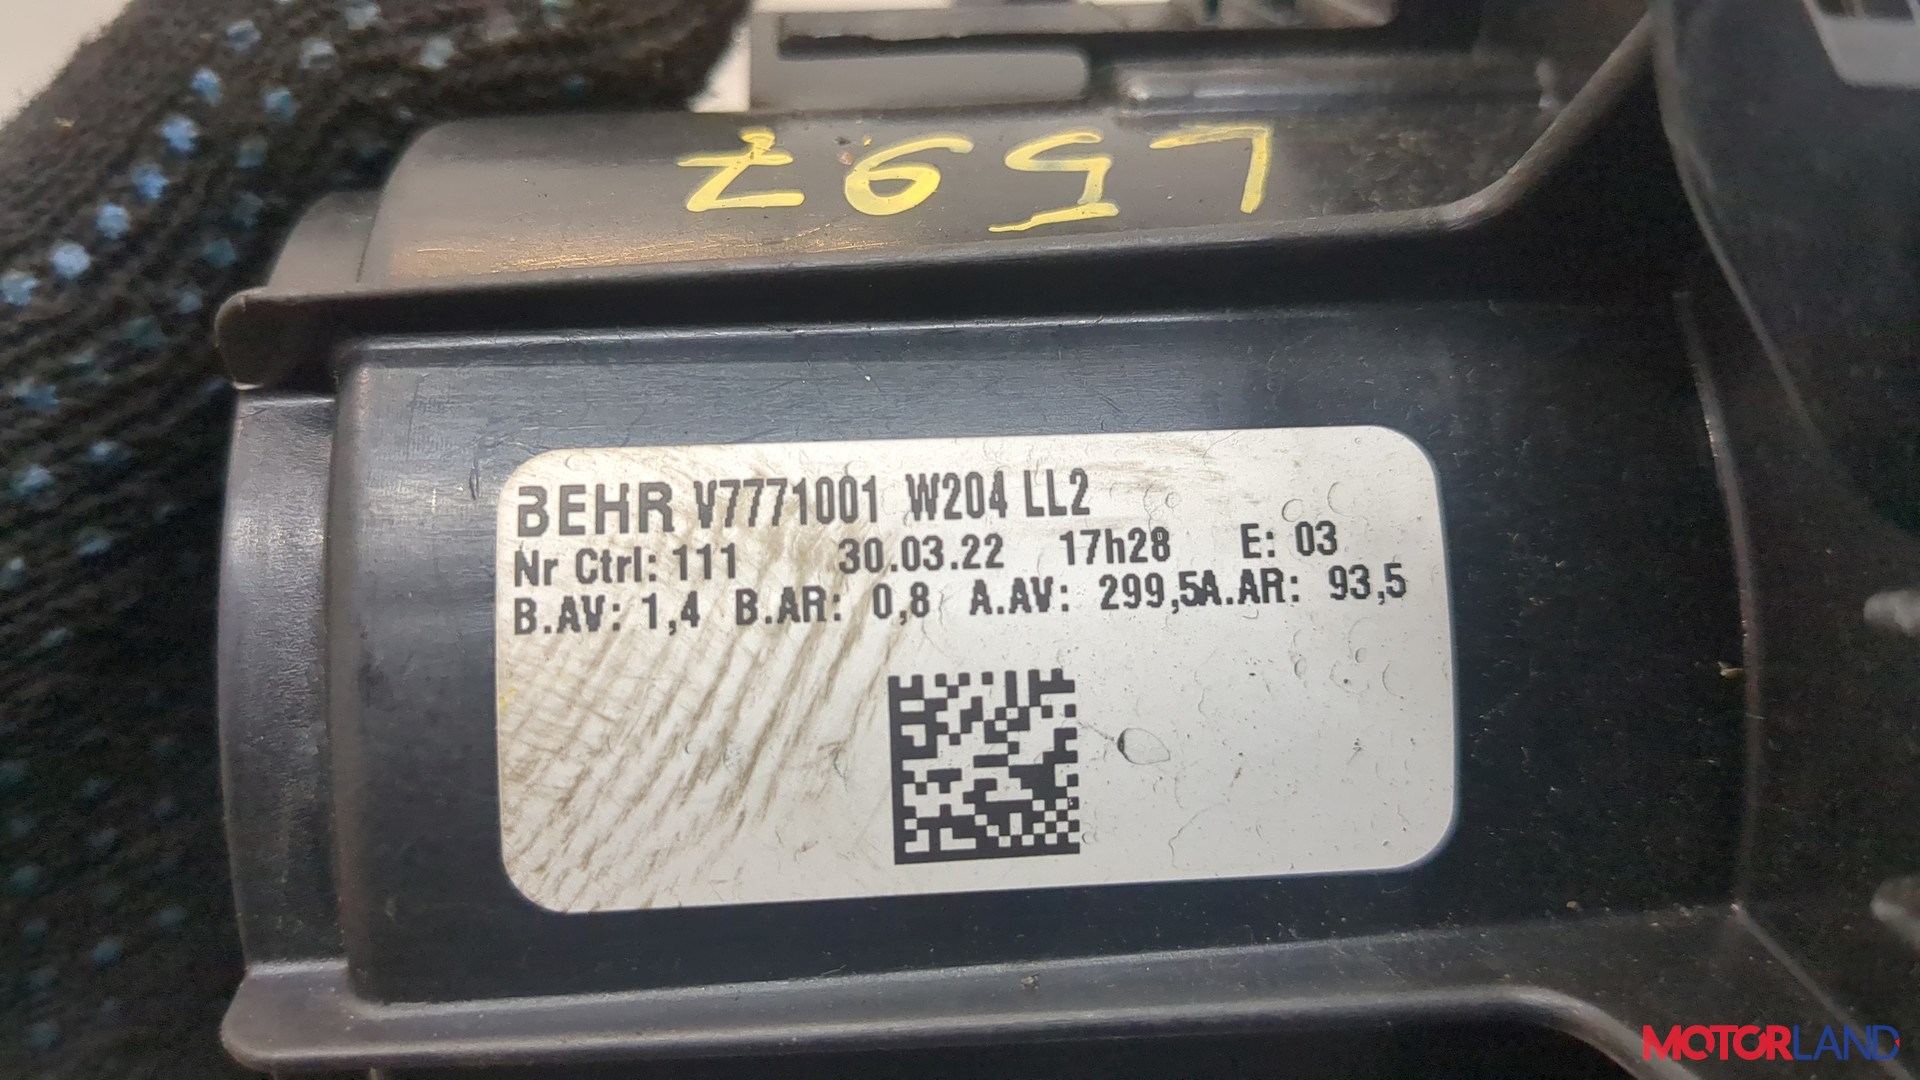 L597
BEHR V7771001 W204 LL2
Nr Ctrl: 111 30.03.22 17h28 E: 03
B.AV: 1,4 B.AR: 0,8 A.AV: 299,5A.AR: 93,5
MOTORLAND